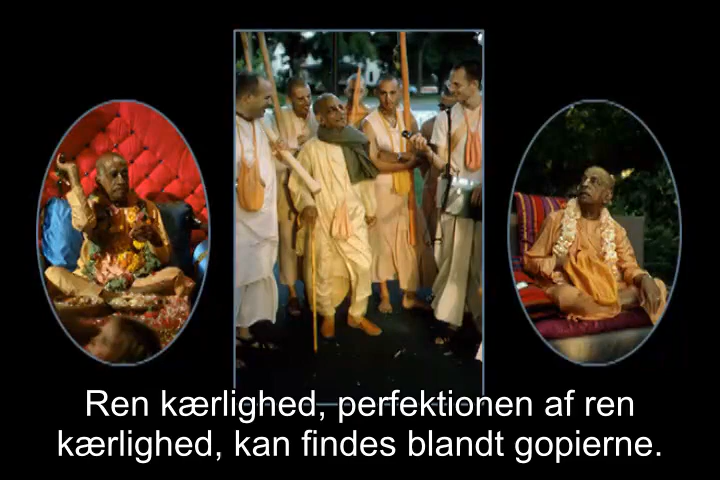 Ren kærlighed, perfektionen af ren
kærlighed, kan findes blandt gopierne.